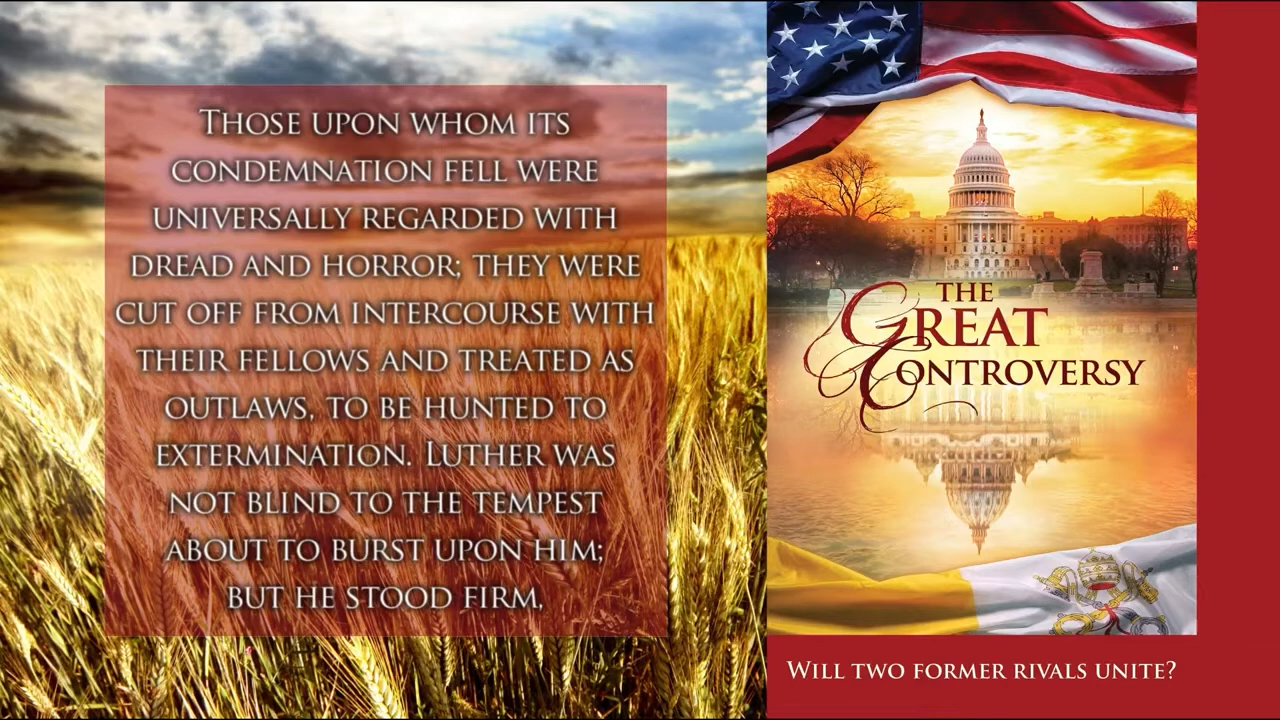 Those upon whom its
condemnation fell were
universally regarded with
dread and horror; they were
cut off from intercourse with
their fellows and treated as
outlaws, to be hunted to
extermination. Luther was
not blind to the tempest
about to burst upon him;
but he stood firm,
The
Great
Controversy
Will two former rivals unite?